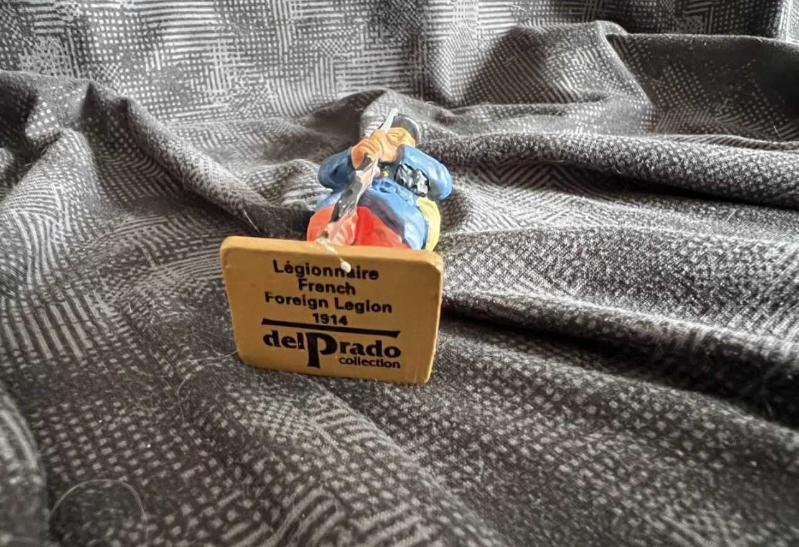 Légionnaire
French
Foreign Legion
1914
delPrado
collection